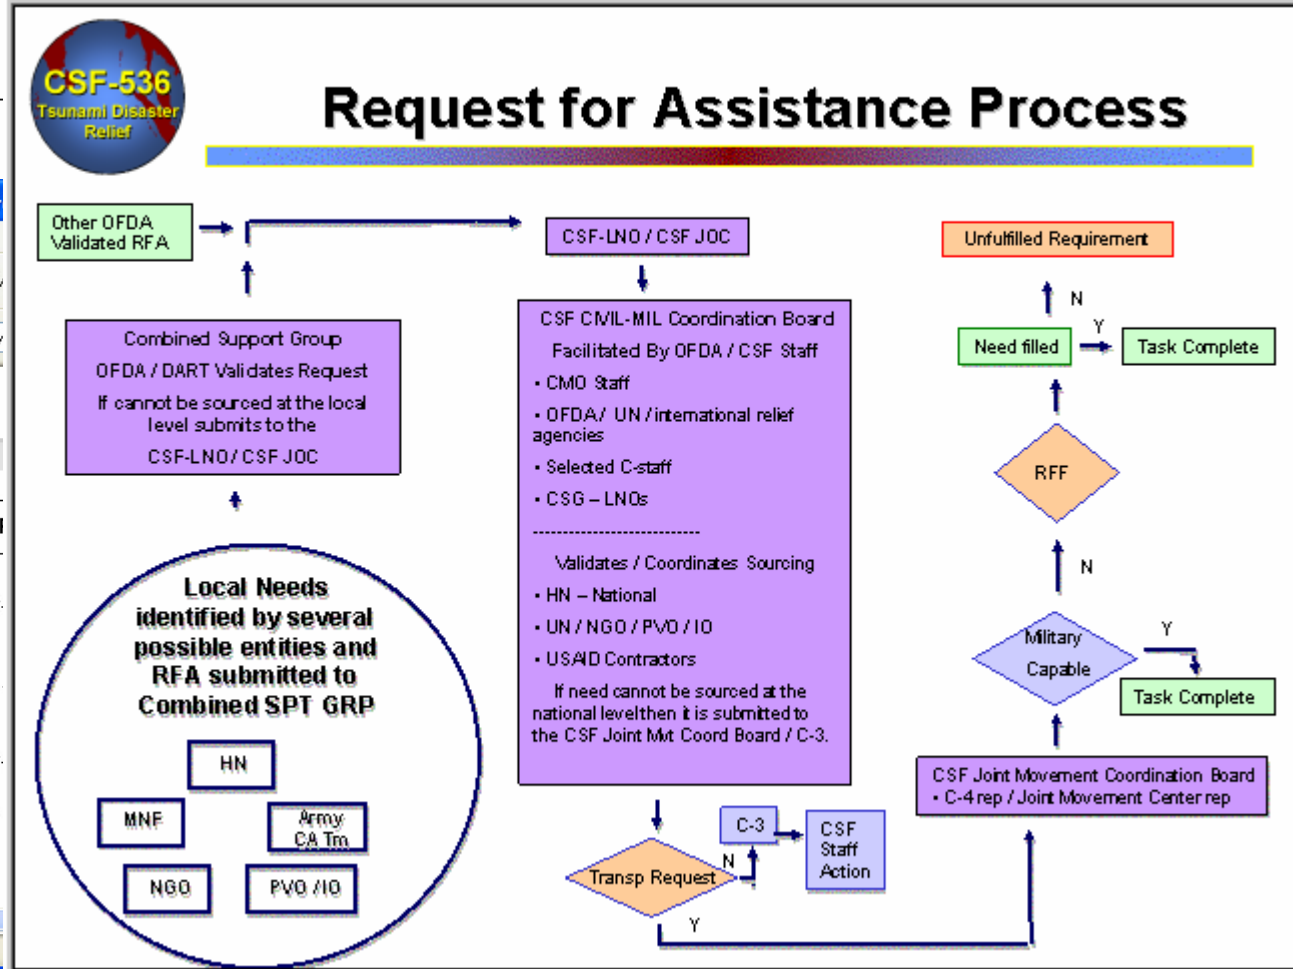 CSF-536
Tsunami Disaster
Relief
Request for Assistance Process
Other OFDA
Validated RFA
CSF-LNO / CSF JOC
Unfulfilled Requirement
N
Y
Need filled
Task Complete
Combined Support Group
OFDA / DART Validates Request
If cannot be sourced at the local
level submits to the
CSF-LNO / CSF JOC
CSF CIVIL-MIL Coordination Board
Facilitated By OFDA / CSF Staff
• CMO Staff
• OFDA / UN / international relief
agencies
• Selected C-staff
• CSG – LNOs
----------------------------
Validates / Coordinates Sourcing
• HN – National
• UN / NGO / PVO / IO
• USAID Contractors
If need cannot be sourced at the
national level then it is submitted to
the CSF Joint Mvt Coord Board / C-3.
RFF
N
Military
Capable
Y
Task Complete
Local Needs
identified by several
possible entities and
RFA submitted to
Combined SPT GRP
HN
MNF
Army
CA Tm
NGO
PVO / IO
CSF Joint Movement Coordination Board
• C-4 rep / Joint Movement Center rep
Transp Request
N
C-3
CSF
Staff
Action
Y